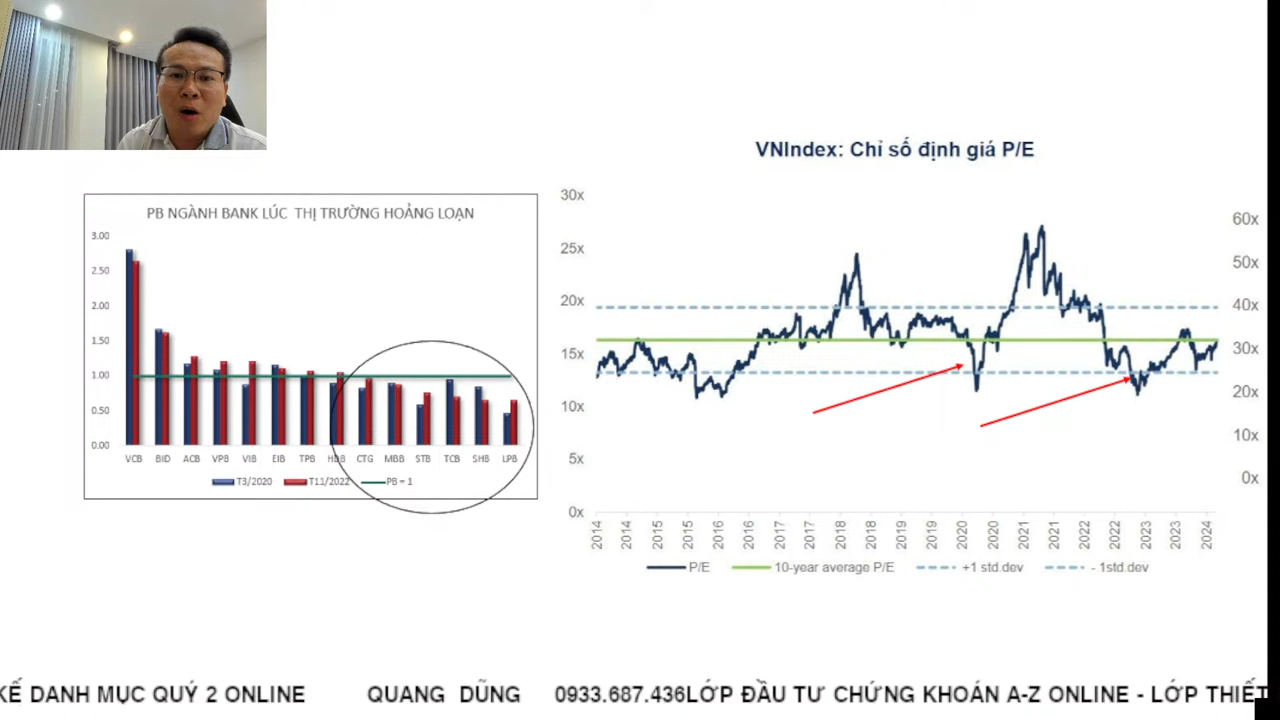 VNIndex: Chỉ số định giá P/E
PB NGÀNH BANK LÚC THỊ TRƯỜNG HOẢNG LOẠN
3.00
2.50
2.00
1.50
1.00
0.50
0.00
VCB BID ACB VPB VIB EIB TPB HDB CTG MBB STB TCB SHB LPB
T3/2020 T11/2022 PB = 1
30x
25x
20x
15x
10x
5x
0x
60x
50x
40x
30x
20x
10x
0x
2014 2014 2015 2015 2016 2016 2017 2017 2018 2018 2019 2019 2020 2020 2021 2021 2022 2022 2023 2023 2024
P/E 10-year average P/E +1 std.dev - 1std.dev
KẾ DANH MỤC QUÝ 2 ONLINE QUANG DŨNG 0933.687.436LỚP ĐẦU TƯ CHỨNG KHOÁN A-Z ONLINE - LỚP THIẾT